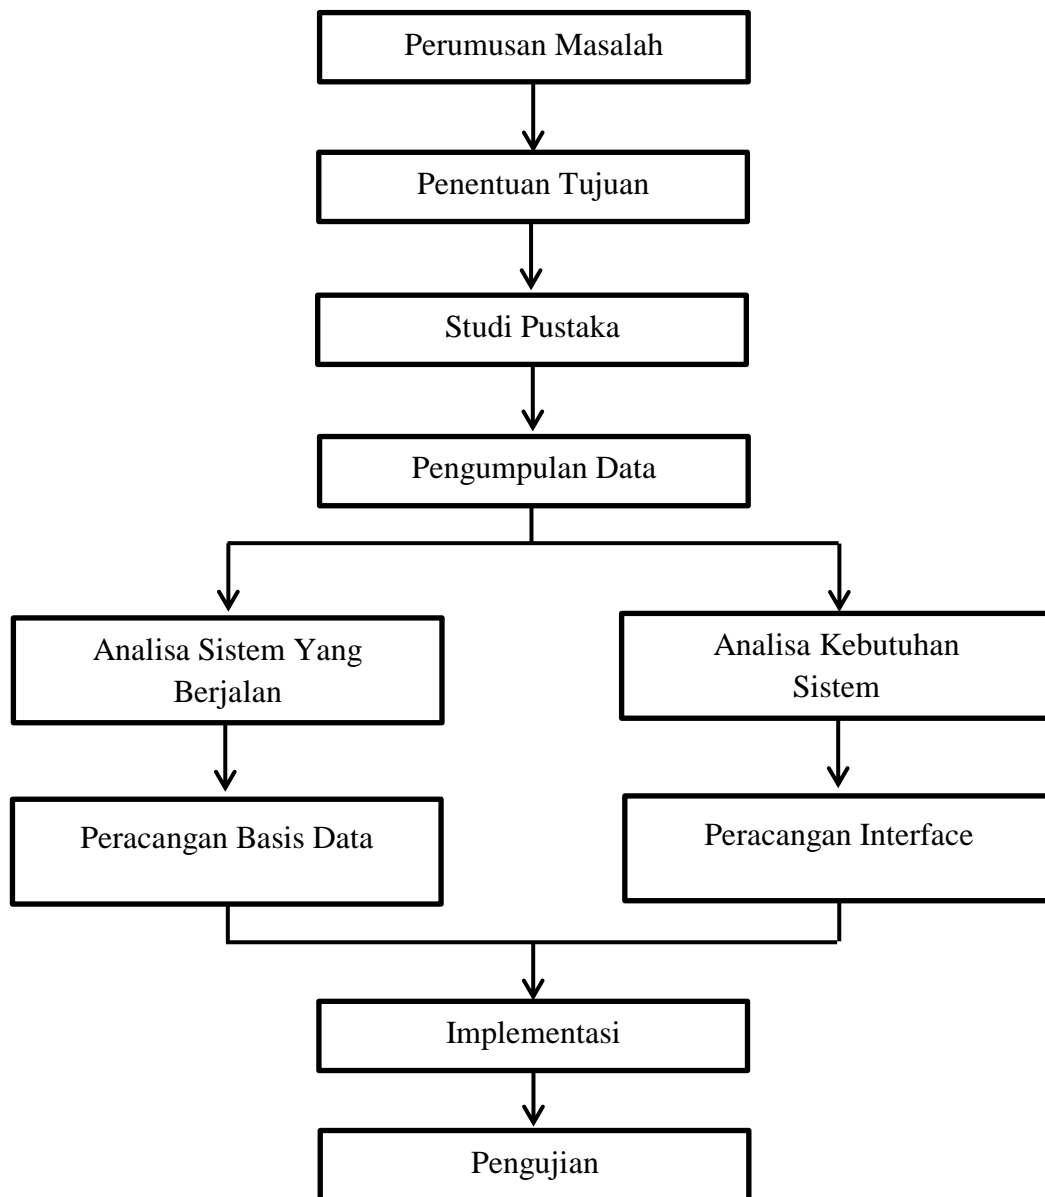 Perumusan Masalah
Penentuan Tujuan
Studi Pustaka
Pengumpulan Data
Analisa Sistem Yang
Berjalan
Analisa Kebutuhan
Sistem
Peracangan Basis Data
Peracangan Interface
Implementasi
Pengujian